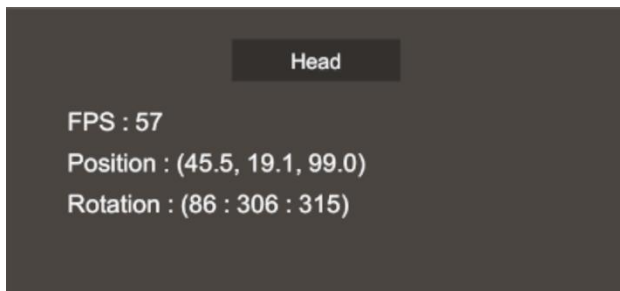 Head
FPS : 57
Position : (45.5, 19.1, 99.0)
Rotation : (86 : 306 : 315)